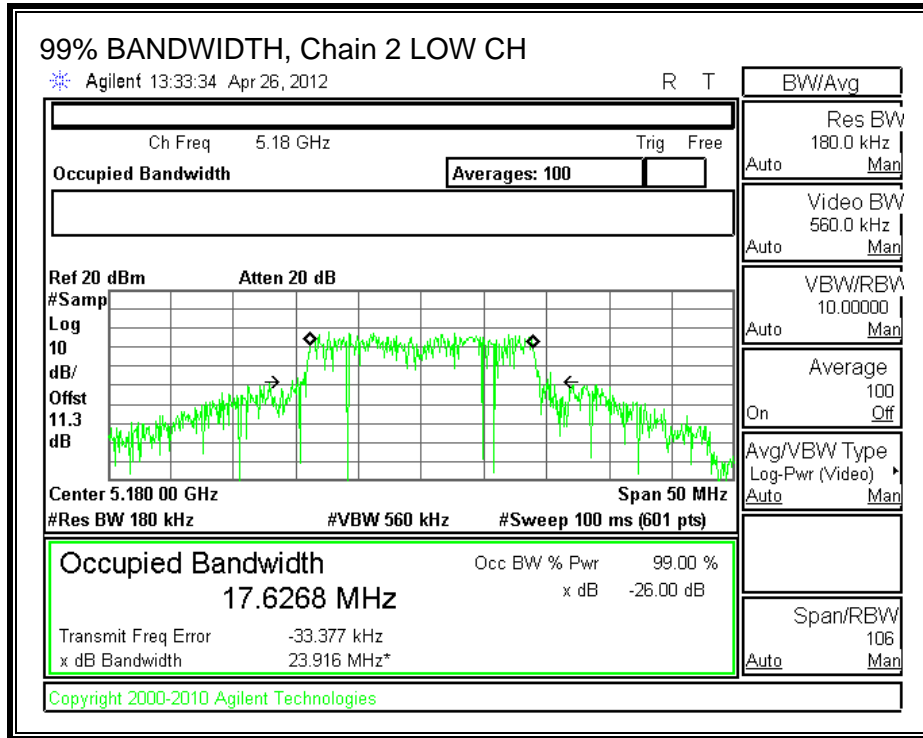 99% BANDWIDTH, Chain 2 LOW CH
Agilent 13:33:34 Apr 26, 2012 R T
Ch Freq 5.18 GHz Trig Free
Occupied Bandwidth Averages: 100
Ref 20 dBm Atten 20 dB
#Samp
Log
10
dB/
Offst
11.3
dB
Center 5.180 00 GHz Span 50 MHz
#Res BW 180 kHz #VBW 560 kHz #Sweep 100 ms (601 pts)
Occupied Bandwidth
17.6268 MHz
Occ BW % Pwr 99.00 %
x dB -26.00 dB
Transmit Freq Error -33.377 kHz
x dB Bandwidth 23.916 MHz*
Copyright 2000-2010 Agilent Technologies
BW/Avg
Res BW
180.0 kHz
Auto Man
Video BW
560.0 kHz
Auto Man
VBW/RBW
10.00000
Auto Man
Average
100
On Off
Avg/VBW Type
Log-Pwr (Video)
Auto Man
Span/RBW
106
Auto Man